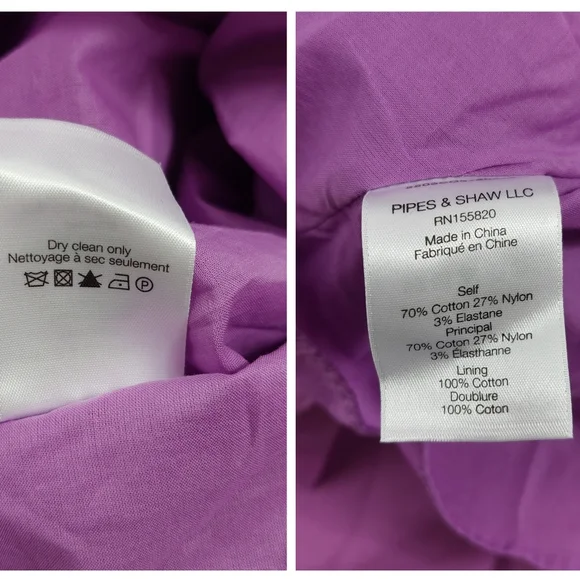 Dry clean only
Nettoyage à sec seulement
P
PIPES & SHAW LLC
RN155820
Made in China
Fabriqué en Chine
Self
70% Cotton 27% Nylon
3% Elastane
Principal
70% Coton 27% Nylon
3% Élasthanne
Lining
100% Cotton
Doublure
100% Coton